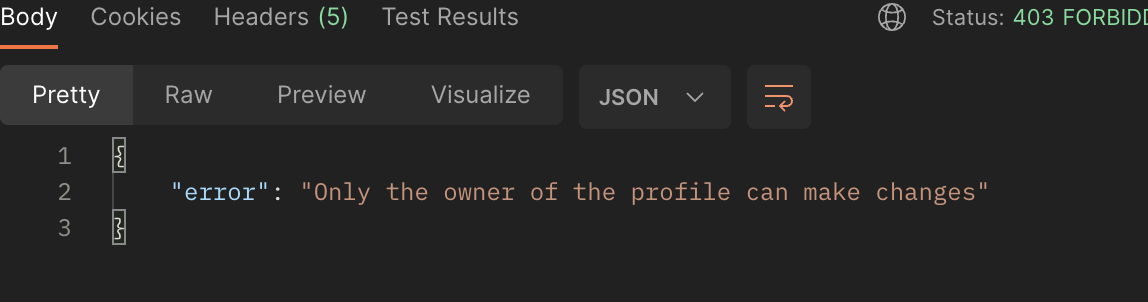 Body Cookies Headers (5) Test Results Status: 403 FORBIDD
Pretty Raw Preview Visualize JSON
1 {
2 "error": "Only the owner of the profile can make changes"
3 }